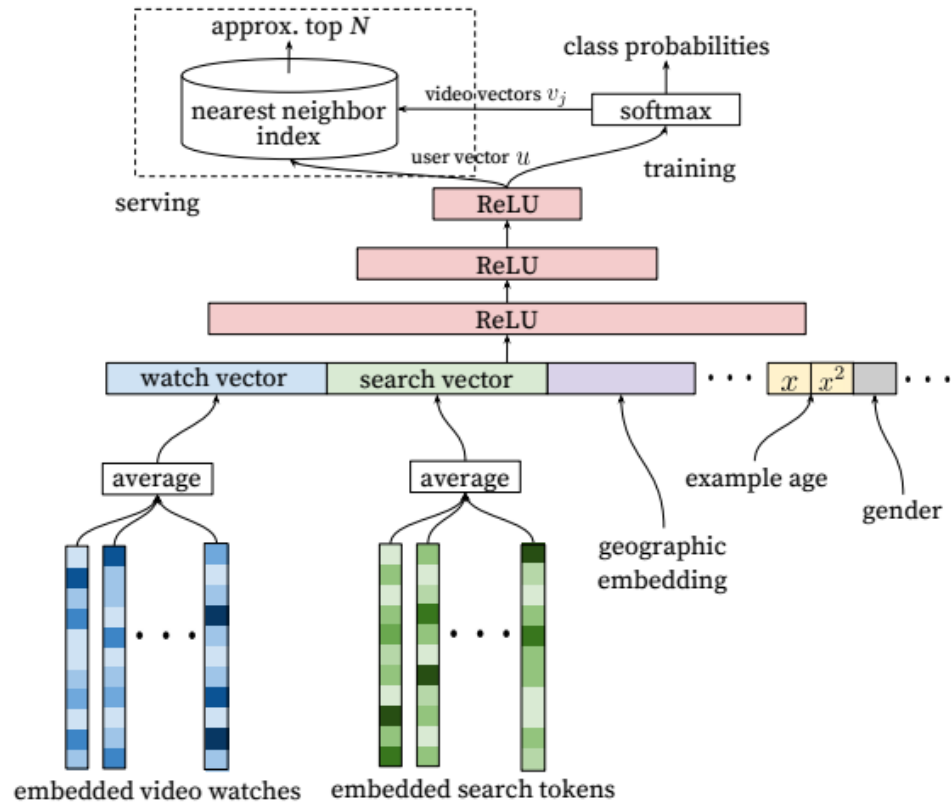 approx. top N
class probabilities
nearest neighbor
index
video vectors v_j
softmax
user vector u
training
serving
ReLU
ReLU
ReLU
watch vector
search vector
x
x²
average
average
example age
gender
geographic
embedding
embedded video watches
embedded search tokens